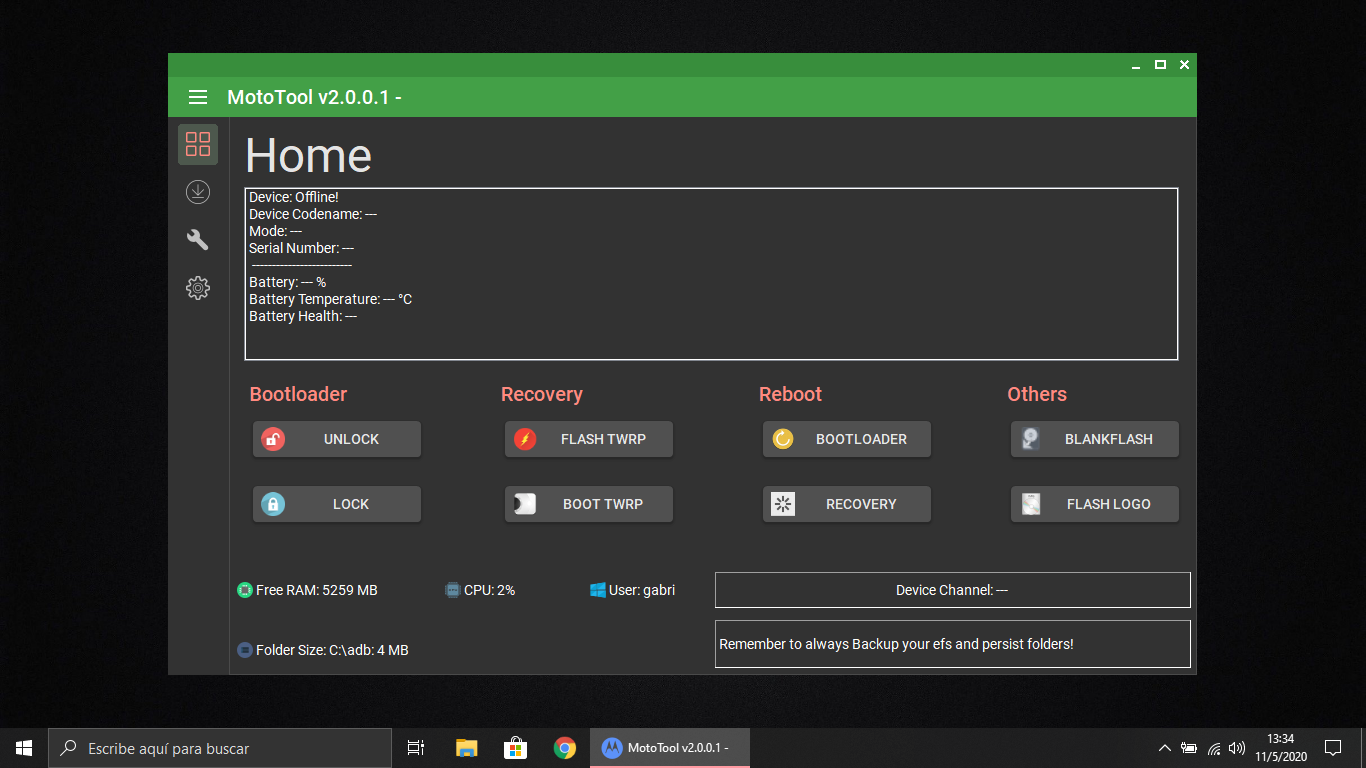 MotoTool v2.0.0.1 -
Home
Device: Offline!
Device Codename: ---
Mode: ---
Serial Number: ---
-------------------------
Battery: --- %
Battery Temperature: --- °C
Battery Health: ---
Bootloader Recovery Reboot Others
UNLOCK FLASH TWRP BOOTLOADER BLANKFLASH
LOCK BOOT TWRP RECOVERY FLASH LOGO
Free RAM: 5259 MB CPU: 2% User: gabri Device Channel: ---
Folder Size: C:\adb: 4 MB Remember to always Backup your efs and persist folders!
Escribe aquí para buscar
MotoTool v2.0.0.1 -
13:34
11/5/2020